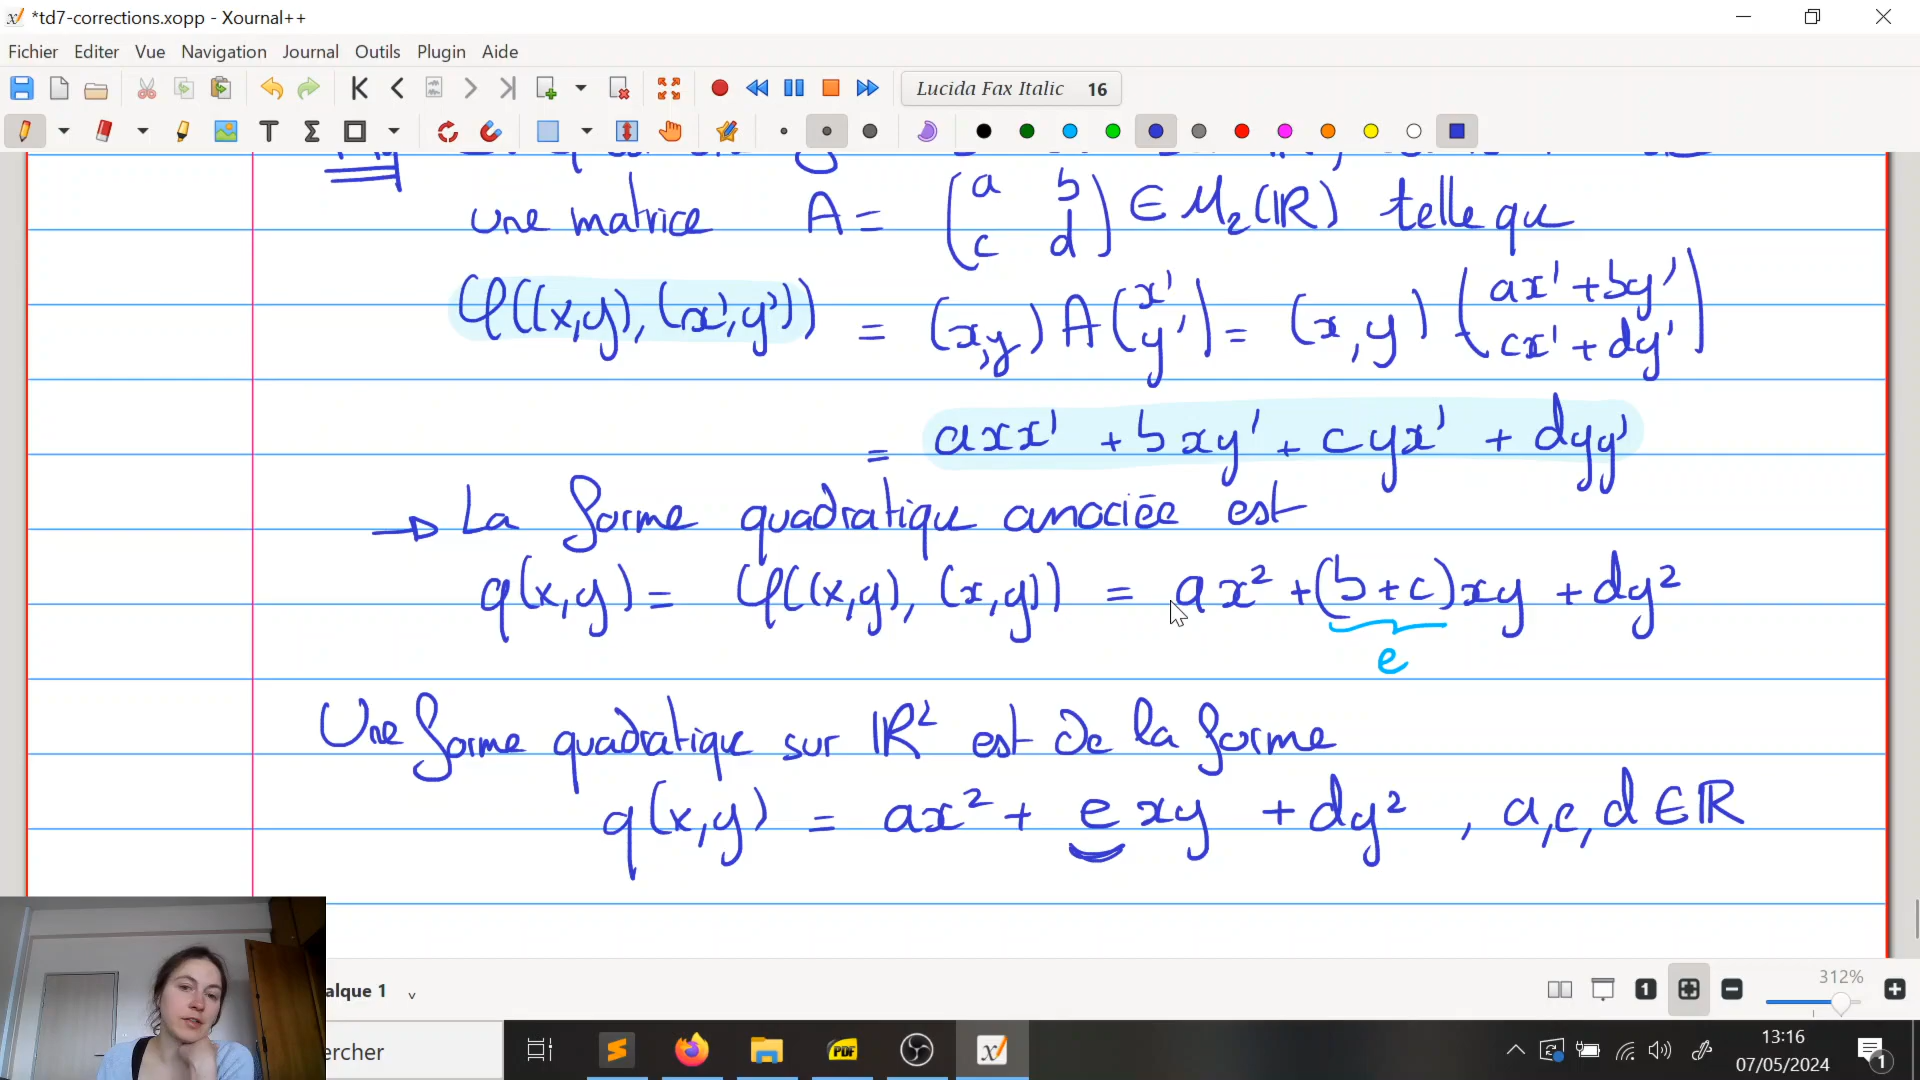 *td7-corrections.xopp - Xournal++
Fichier Editer Vue Navigation Journal Outils Plugin Aide
Lucida Fax Italic 16
une matrice A = (a b c d) ∈ M₂(ℝ) telle que
φ((x,y),(x',y')) = (x,y) A (x' y') = (x,y) (ax'+by' cx'+dy')
= axx' + bxy' + cyx' + dyy'
→ La forme quadratique associée est
q(x,y) = φ((x,y),(x,y)) = ax² + (b+c)xy + dy²
e
Une forme quadratique sur ℝ² est de la forme
q(x,y) = ax² + e xy + dy² , a,e,d ∈ ℝ
alque 1
312%
ercher
PDF
13:16
07/05/2024
1